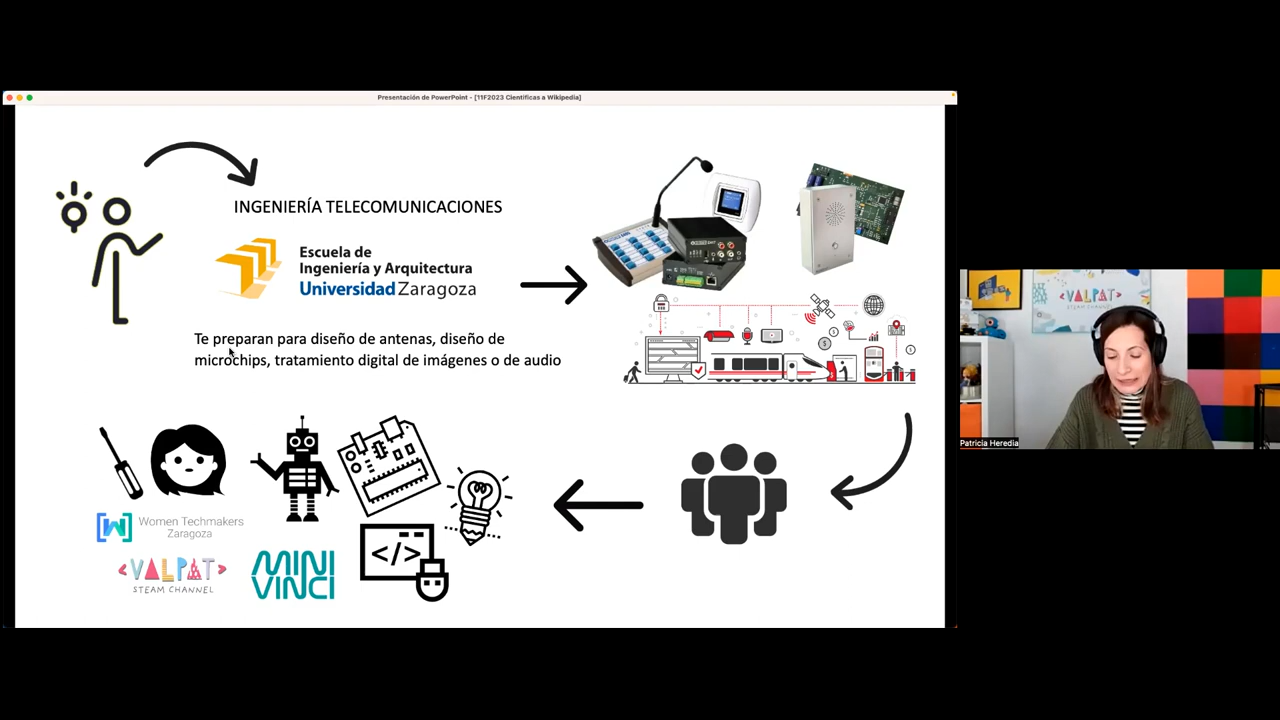 Presentación de PowerPoint - [11F2023 Científicas a Wikipedia]
INGENIERÍA TELECOMUNICACIONES
Escuela de
Ingeniería y Arquitectura
Universidad Zaragoza
Te preparan para diseño de antenas, diseño de
microchips, tratamiento digital de imágenes o de audio
Women Techmakers
Zaragoza
<VALPAT>
STEAM CHANNEL
MINI
VINCI
</>
<VALPAT>
STEAM CHANNEL
Patricia Heredia